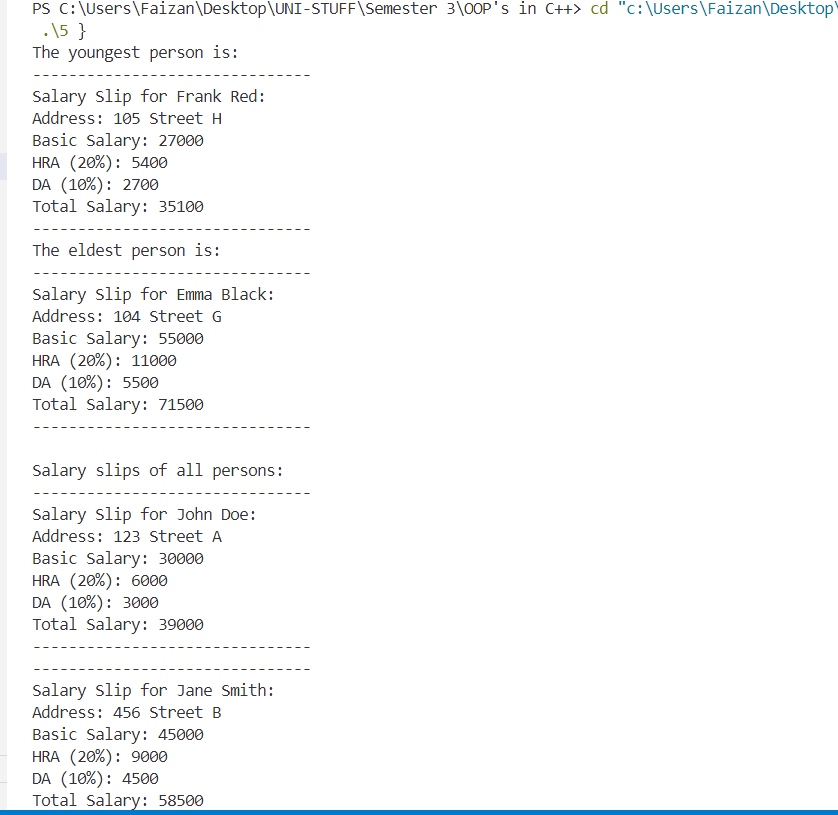 PS C:\Users\Faizan\Desktop\UNI-STUFF\Semester 3\OOP's in C++> cd "c:\Users\Faizan\Desktop\
.\5 }
The youngest person is:
-------------------------------
Salary Slip for Frank Red:
Address: 105 Street H
Basic Salary: 27000
HRA (20%): 5400
DA (10%): 2700
Total Salary: 35100
-------------------------------
The eldest person is:
-------------------------------
Salary Slip for Emma Black:
Address: 104 Street G
Basic Salary: 55000
HRA (20%): 11000
DA (10%): 5500
Total Salary: 71500
-------------------------------
Salary slips of all persons:
-------------------------------
Salary Slip for John Doe:
Address: 123 Street A
Basic Salary: 30000
HRA (20%): 6000
DA (10%): 3000
Total Salary: 39000
-------------------------------
-------------------------------
Salary Slip for Jane Smith:
Address: 456 Street B
Basic Salary: 45000
HRA (20%): 9000
DA (10%): 4500
Total Salary: 58500